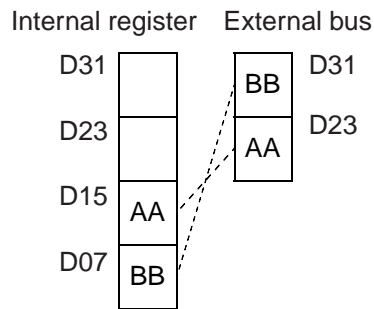 Internal register External bus
D31 BB D31
D23 AA D23
D15 AA
D07 BB